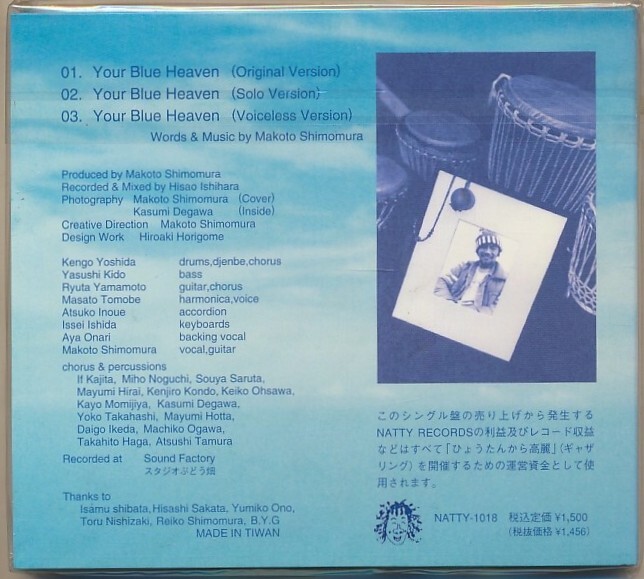 01. Your Blue Heaven (Original Version)
02. Your Blue Heaven (Solo Version)
03. Your Blue Heaven (Voiceless Version)
Words & Music by Makoto Shimomura
Produced by Makoto Shimomura
Recorded & Mixed by Hisao Ishihara
Photography Makoto Shimomura (Cover)
Kasumi Degawa (Inside)
Creative Direction Makoto Shimomura
Design Work Hiroaki Horigome
Kengo Yoshida drums,djenbe,chorus
Yasushi Kido bass
Ryuta Yamamoto guitar,chorus
Masato Tomobe harmonica,voice
Atsuko Inoue accordion
Issei Ishida keyboards
Aya Onari backing vocal
Makoto Shimomura vocal,guitar
chorus & percussions
If Kajita, Miho Noguchi, Souya Saruta,
Mayumi Hirai, Kenjiro Kondo, Keiko Ohsawa,
Kayo Momijiya, Kasumi Degawa,
Yoko Takahashi, Mayumi Hotta,
Daigo Ikeda, Machiko Ogawa,
Takahito Haga, Atsushi Tamura
Recorded at Sound Factory
スタジオぶどう畑
Thanks to
Isamu shibata, Hisashi Sakata, Yumiko Ono,
Toru Nishizaki, Reiko Shimomura, B.Y.G
MADE IN TIWAN
このシングル盤の売り上げから発生する
NATTY RECORDSの利益及びレコード収益
などはすべて「ひょうたんから高麗」(ギャザ
リング)を開催するための運営資金として使
用されます。
NATTY-1018 税込定価¥1,500
(税抜価格¥1,456)